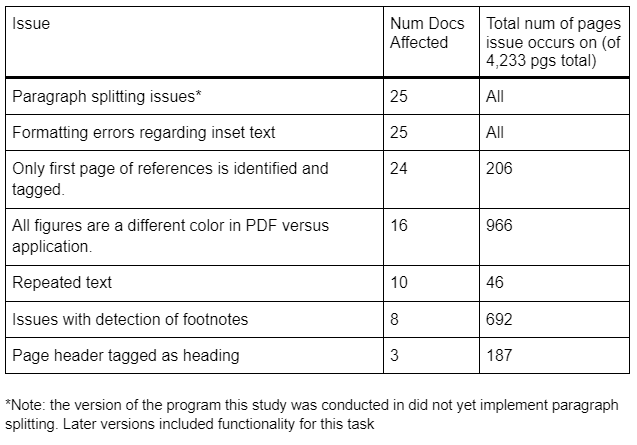 Issue Num Docs Affected Total num of pages issue occurs on (of 4,233 pgs total)
Paragraph splitting issues* 25 All
Formatting errors regarding inset text 25 All
Only first page of references is identified and tagged. 24 206
All figures are a different color in PDF versus application. 16 966
Repeated text 10 46
Issues with detection of footnotes 8 692
Page header tagged as heading 3 187
*Note: the version of the program this study was conducted in did not yet implement paragraph
splitting. Later versions included functionality for this task